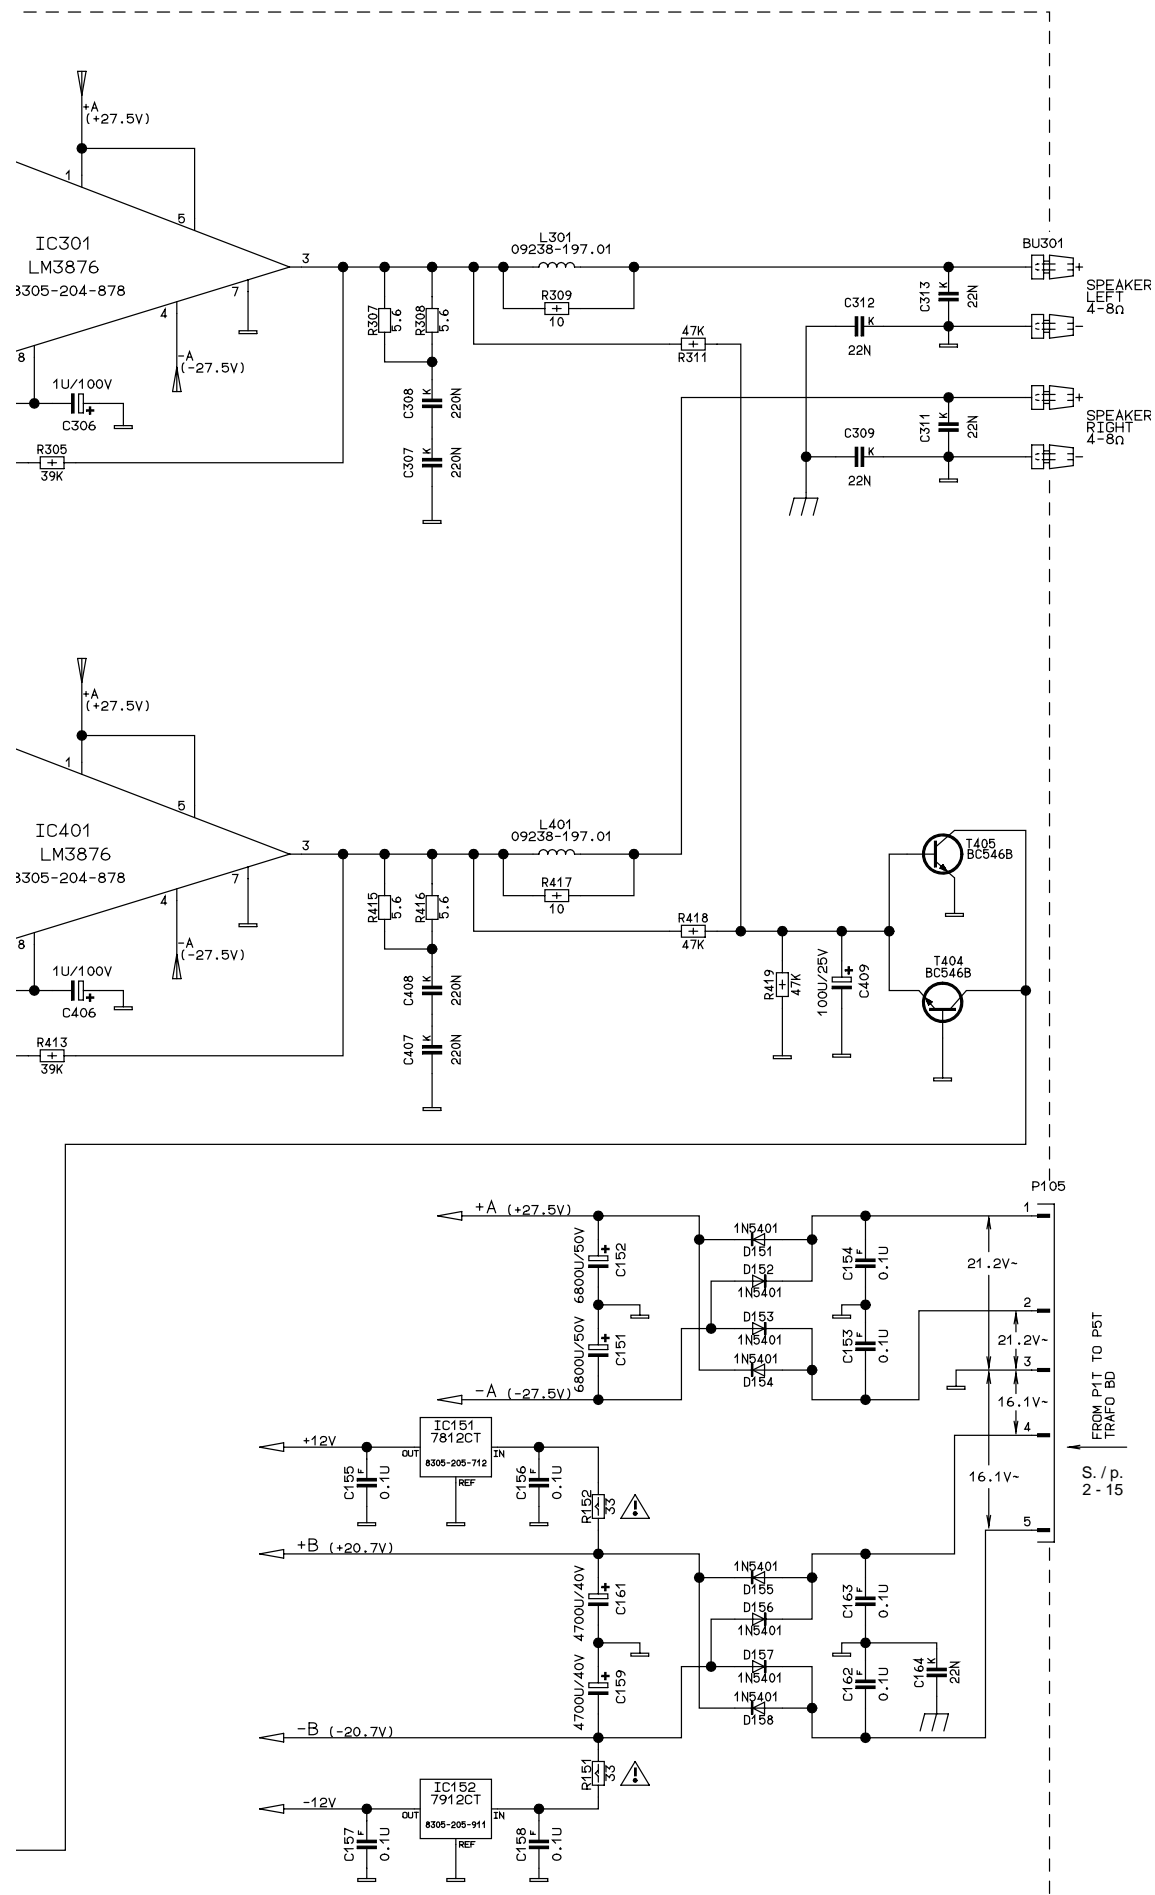 +A
(+27.5V)
1
5
IC301
LM3876
8305-204-878
3
7
4
8
-A
(-27.5V)
1U/100V
C306
R305
39K
R307
5.6
R308
5.6
C308
K
220N
C307
K
220N
L301
09238-197.01
R309
10
47K
R311
C312
K
22N
C313
K
22N
BU301
+
SPEAKER
LEFT
4-8Ω
-
C309
K
22N
C311
K
22N
+
SPEAKER
RIGHT
4-8Ω
-
+A
(+27.5V)
1
5
IC401
LM3876
8305-204-878
3
7
4
8
-A
(-27.5V)
1U/100V
C406
R413
39K
R415
5.6
R416
5.6
C408
K
220N
C407
K
220N
L401
09238-197.01
R417
10
R418
47K
R419
47K
100U/25V
C409
T405
BC546B
T404
BC546B
P105
+A (+27.5V)
6800U/50V
C152
6800U/50V
C151
-A (-27.5V)
1N5401
D151
D152
1N5401
D153
1N5401
1N5401
D154
C154
F
0.1U
C153
F
0.1U
1
21.2V~
2
21.2V~
3
16.1V~
4
16.1V~
5
FROM P1T TO P5T
TRAFO BD
S. / p.
2 - 15
+12V
C155
F
0.1U
IC151
7812CT
OUT
IN
8305-205-712
REF
C156
F
0.1U
R152
33
+B (+20.7V)
4700U/40V
C161
4700U/40V
C159
-B (-20.7V)
1N5401
D155
D156
1N5401
D157
1N5401
1N5401
D158
C163
F
0.1U
C162
F
0.1U
C164
K
22N
R151
33
-12V
C157
F
0.1U
IC152
7912CT
OUT
IN
8305-205-911
REF
C158
F
0.1U